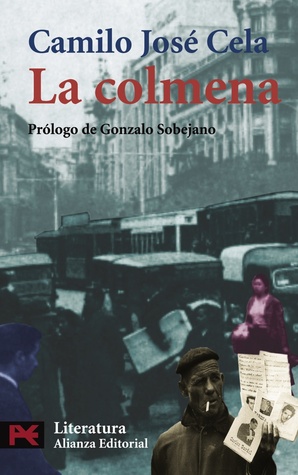 Camilo José Cela
La colmena
Prólogo de Gonzalo Sobejano
Literatura
Alianza Editorial